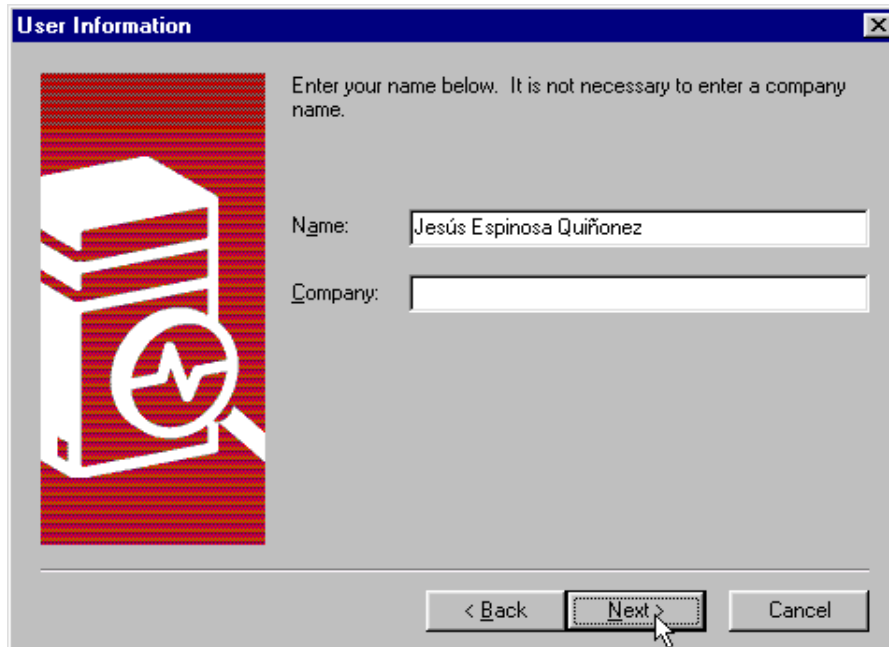 User Information
Enter your name below.  It is not necessary to enter a company
name.
Name: Jesús Espinosa Quiñonez
Company:
< Back Next > Cancel